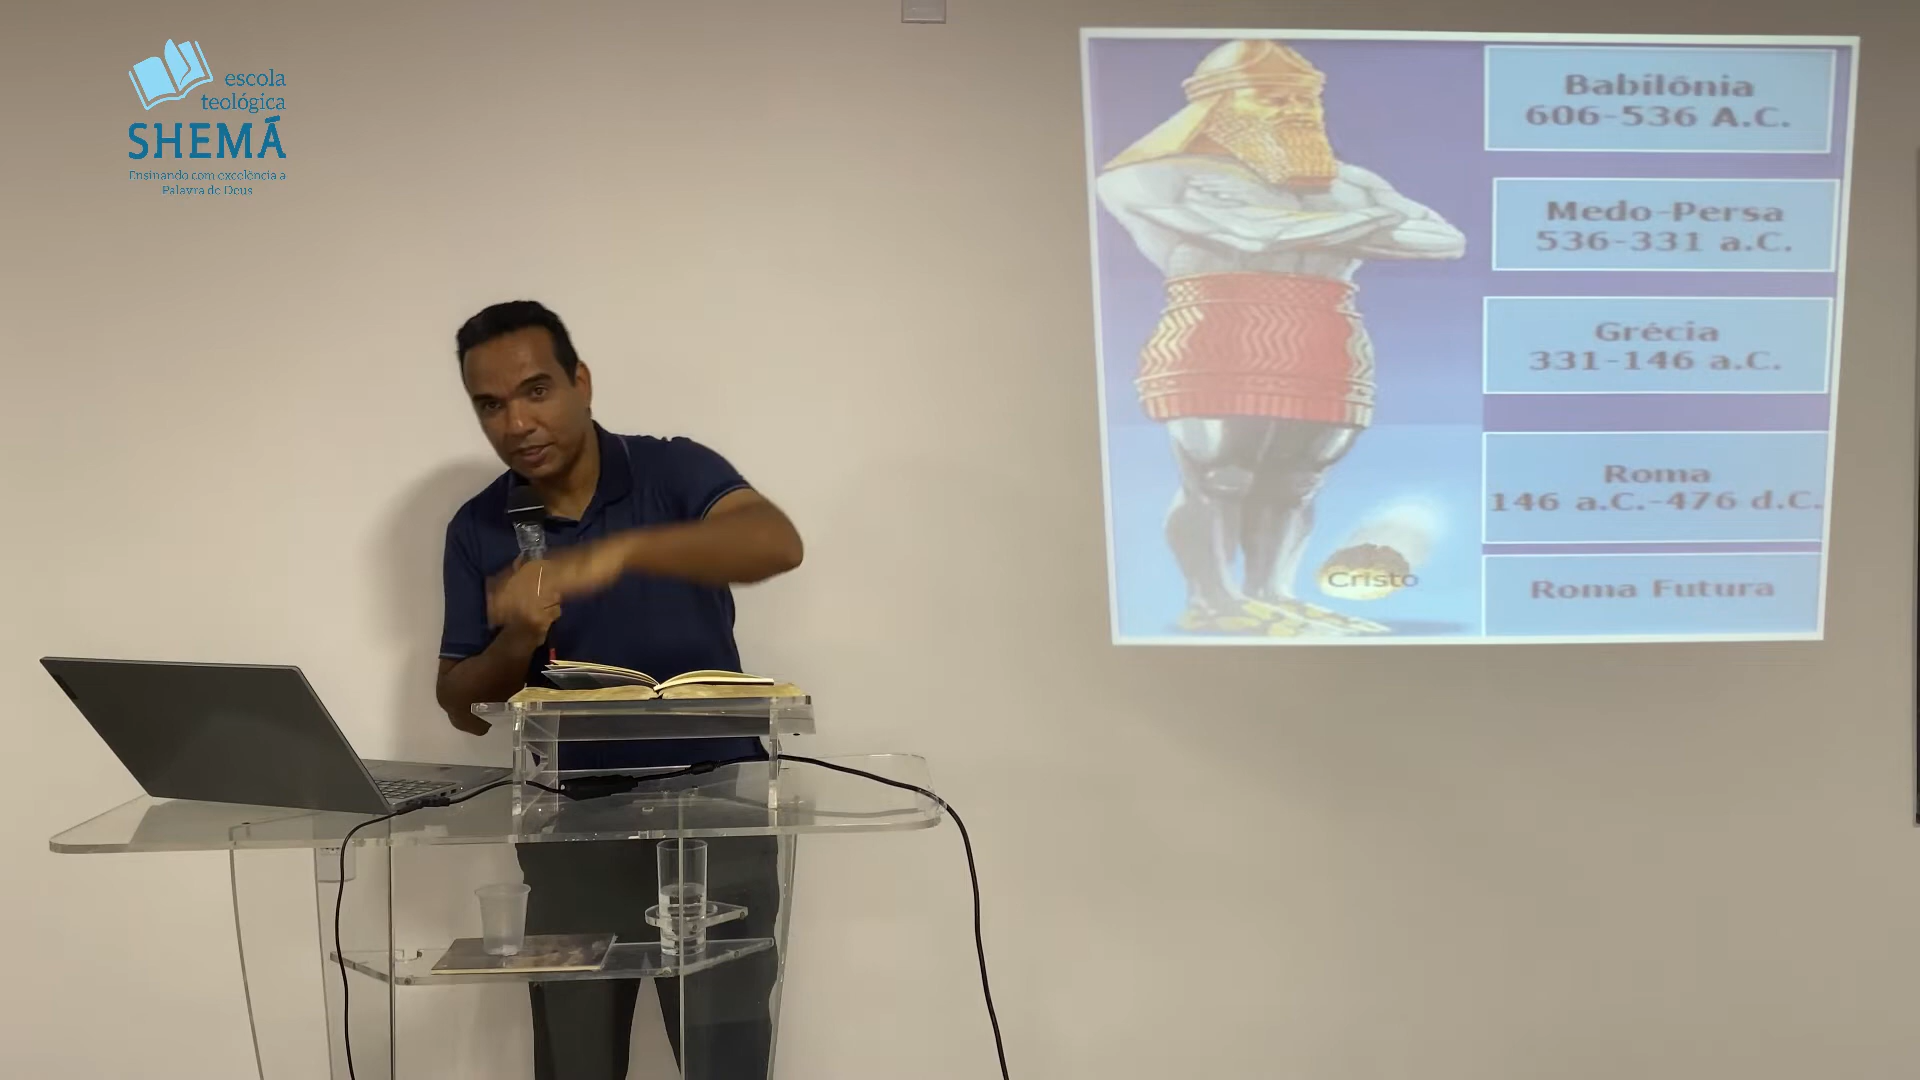 escola
teológica
SHEMÁ
Ensinando com excelência a
Palavra de Deus
Babilônia
606-536 A.C.
Medo-Persa
536-331 a.C.
Grécia
331-146 a.C.
Roma
146 a.C.-476 d.C.
Cristo
Roma Futura